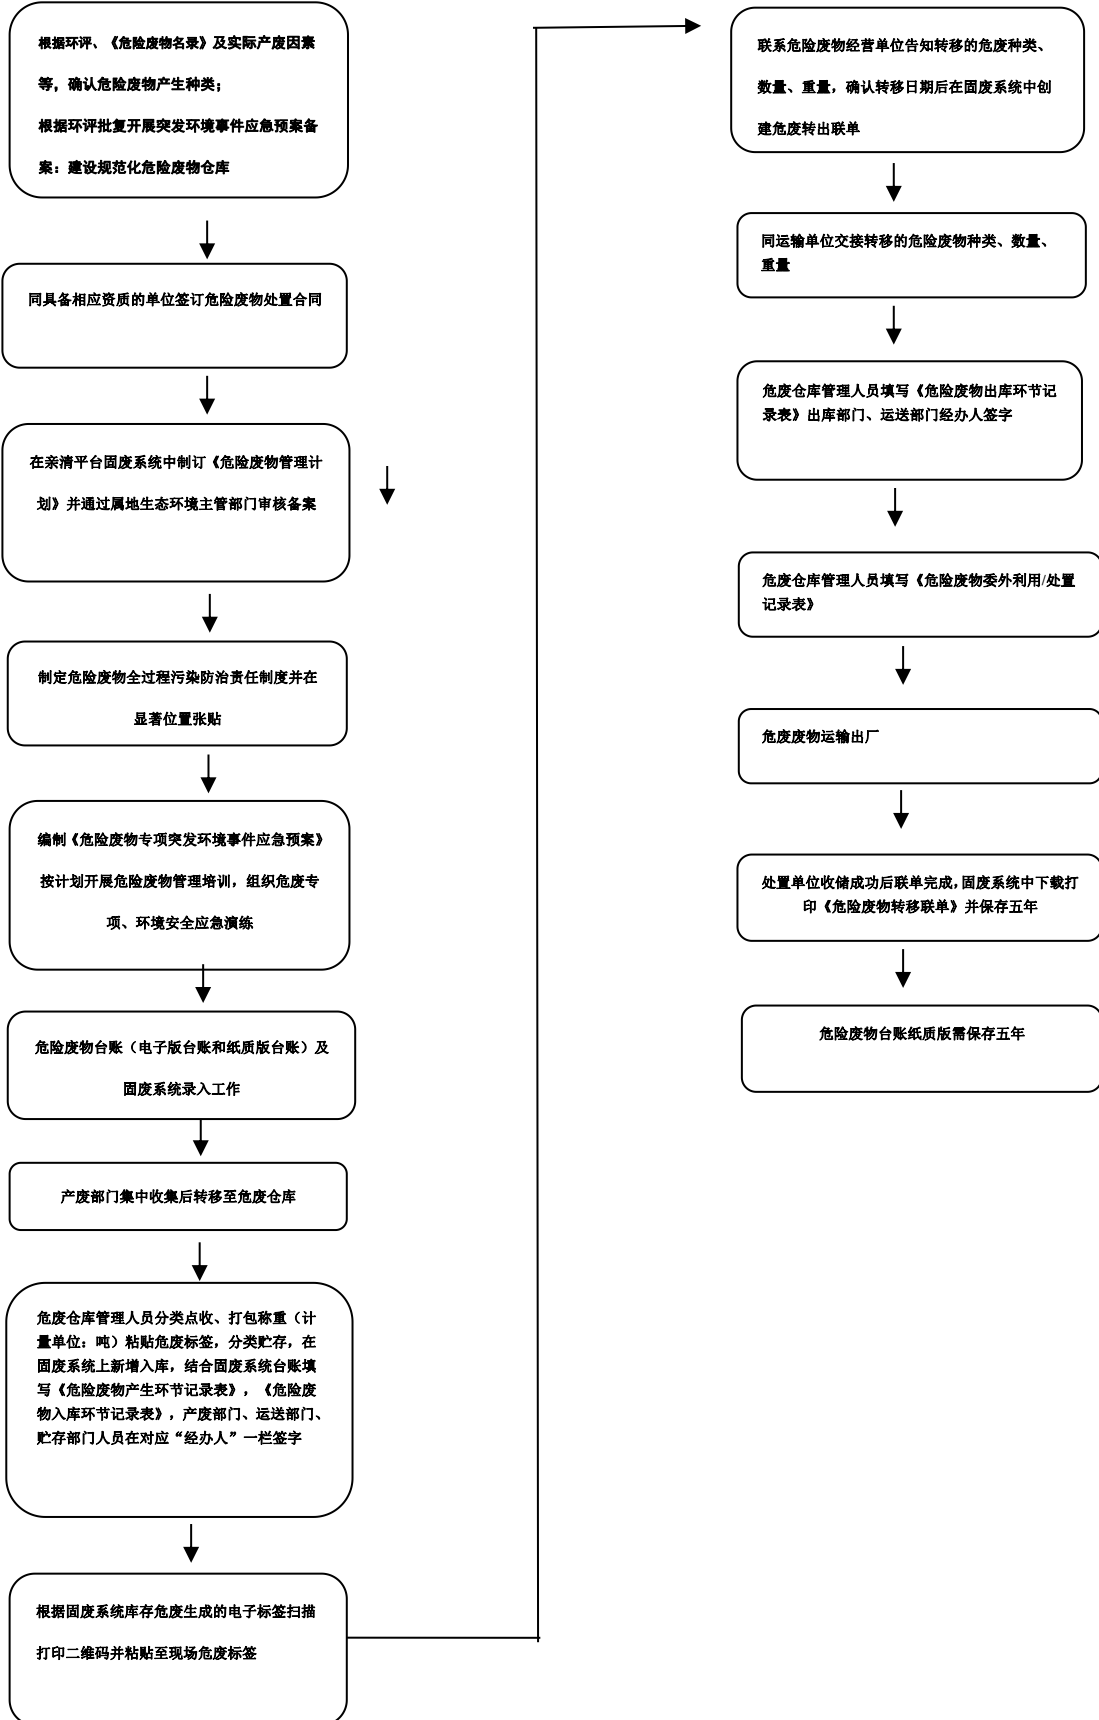 根据环评、《危险废物名录》及实际产废因素
等，确认危险废物产生种类；
根据环评批复开展突发环境事件应急预案备
案：建设规范化危险废物仓库
同具备相应资质的单位签订危险废物处置合同
在亲清平台固废系统中制订《危险废物管理计
划》并通过属地生态环境主管部门审核备案
制定危险废物全过程污染防治责任制度并在
显著位置张贴
编制《危险废物专项突发环境事件应急预案》
按计划开展危险废物管理培训，组织危废专
项、环境安全应急演练
危险废物台账（电子版台账和纸质版台账）及
固废系统录入工作
产废部门集中收集后转移至危废仓库
危废仓库管理人员分类点收、打包称重（计
量单位：吨）粘贴危废标签，分类贮存，在
固废系统上新增入库，结合固废系统台账填
写《危险废物产生环节记录表》，《危险废
物入库环节记录表》，产废部门、运送部门、
贮存部门人员在对应“经办人”一栏签字
根据固废系统库存危废生成的电子标签扫描
打印二维码并粘贴至现场危废标签
联系危险废物经营单位告知转移的危废种类、
数量、重量，确认转移日期后在固废系统中创
建危废转出联单
同运输单位交接转移的危险废物种类、数量、
重量
危废仓库管理人员填写《危险废物出库环节记
录表》出库部门、运送部门经办人签字
危废仓库管理人员填写《危险废物委外利用/处置
记录表》
危废废物运输出厂
处置单位收储成功后联单完成，固废系统中下载打
印《危险废物转移联单》并保存五年
危险废物台账纸质版需保存五年